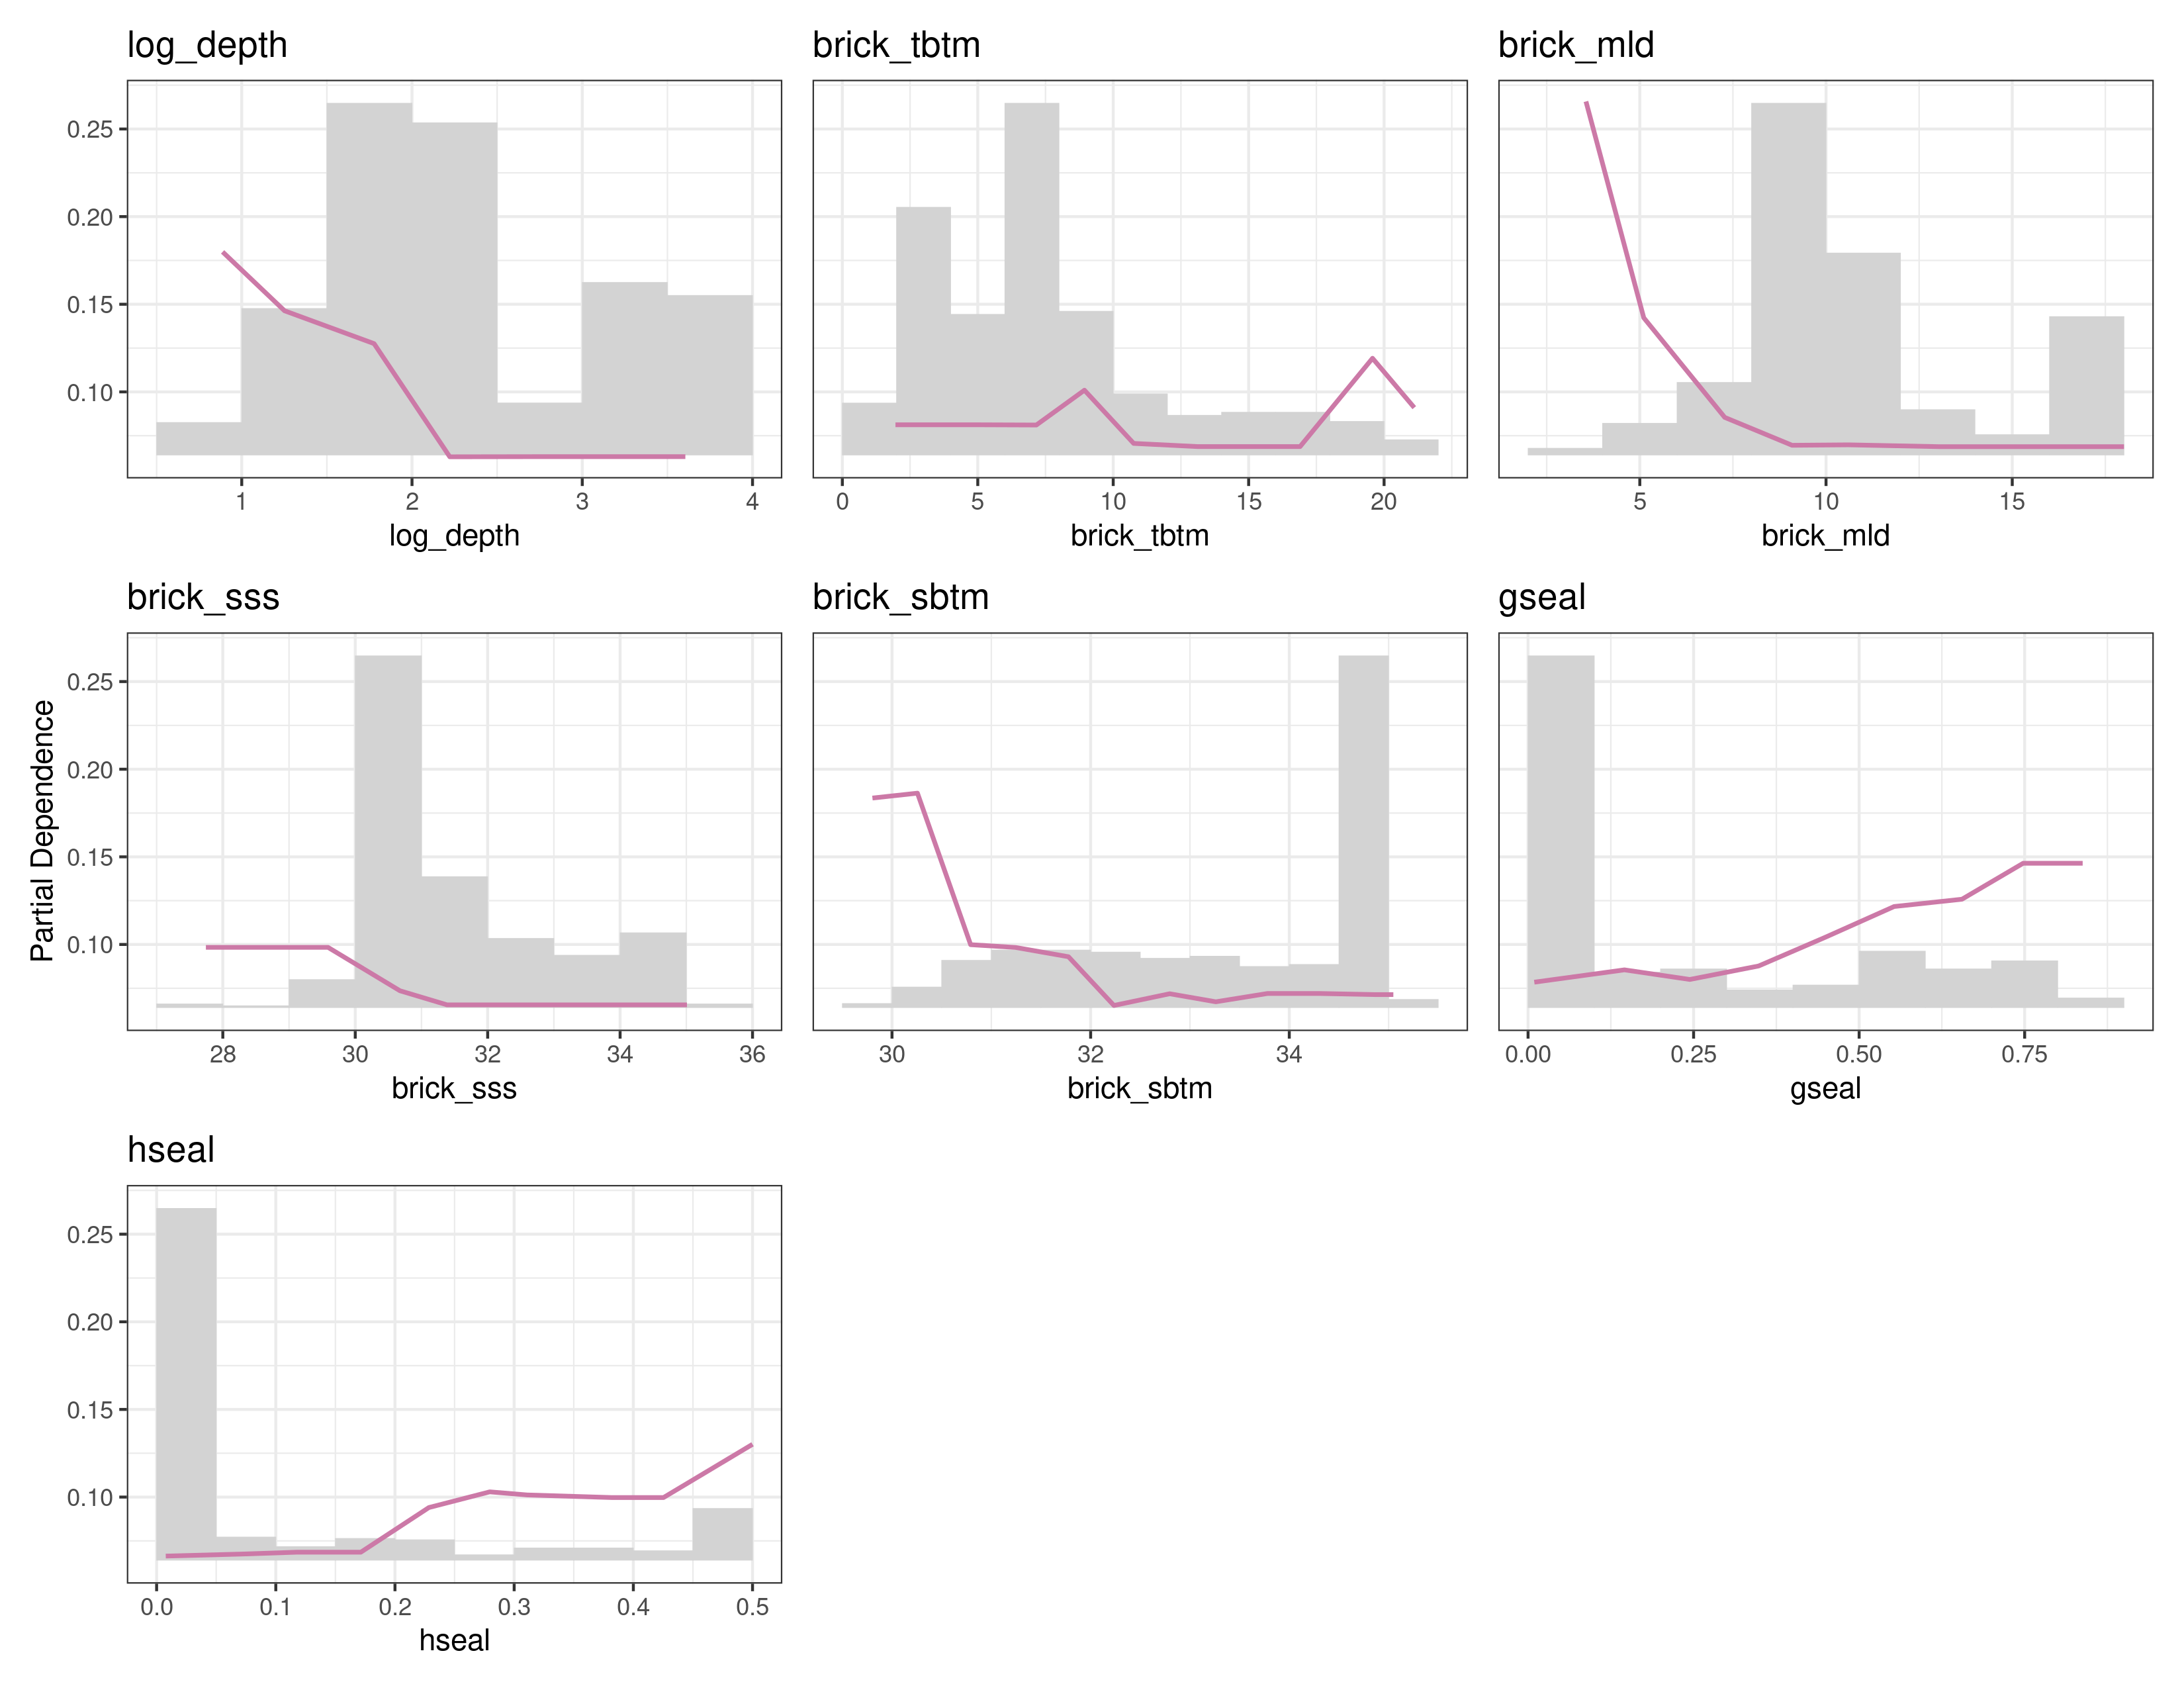 log_depth
brick_tbtm
brick_mld
0.25
0.20
0.15
0.10
1 2 3 4
0 5 10 15 20
5 10 15
log_depth
brick_tbtm
brick_mld
brick_sss
brick_sbtm
gseal
Partial Dependence
0.25
0.20
0.15
0.10
28 30 32 34 36
30 32 34
0.00 0.25 0.50 0.75
brick_sss
brick_sbtm
gseal
hseal
0.25
0.20
0.15
0.10
0.0 0.1 0.2 0.3 0.4 0.5
hseal